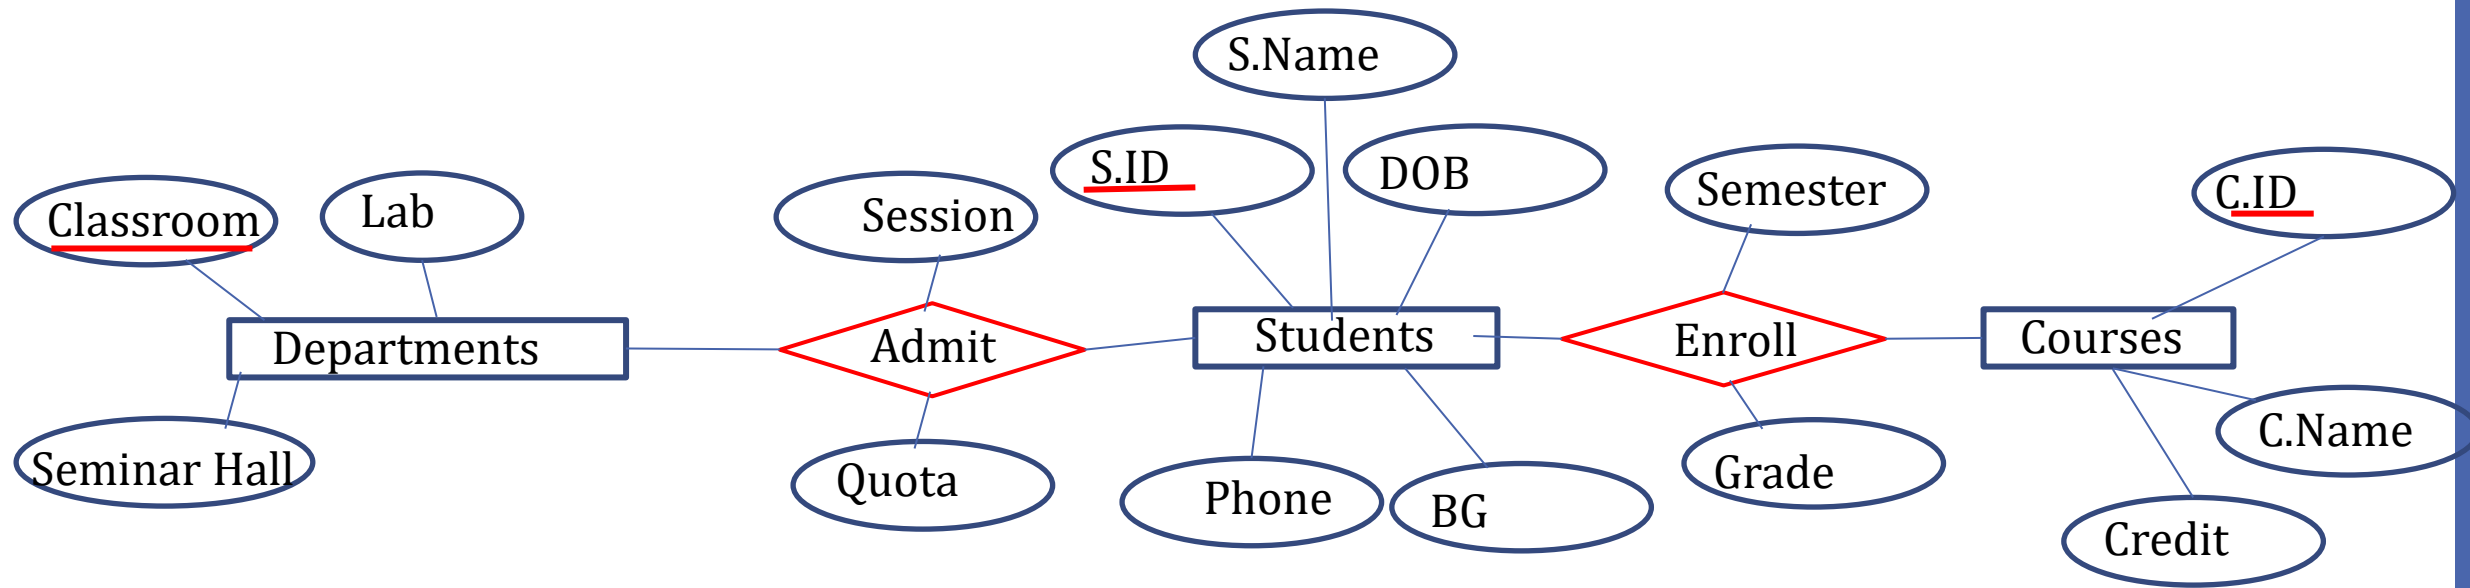 S.Name
S.ID
DOB
Semester
C.ID
Classroom
Lab
Session
Departments
Admit
Students
Enroll
Courses
Seminar Hall
Quota
Phone
BG
Grade
C.Name
Credit